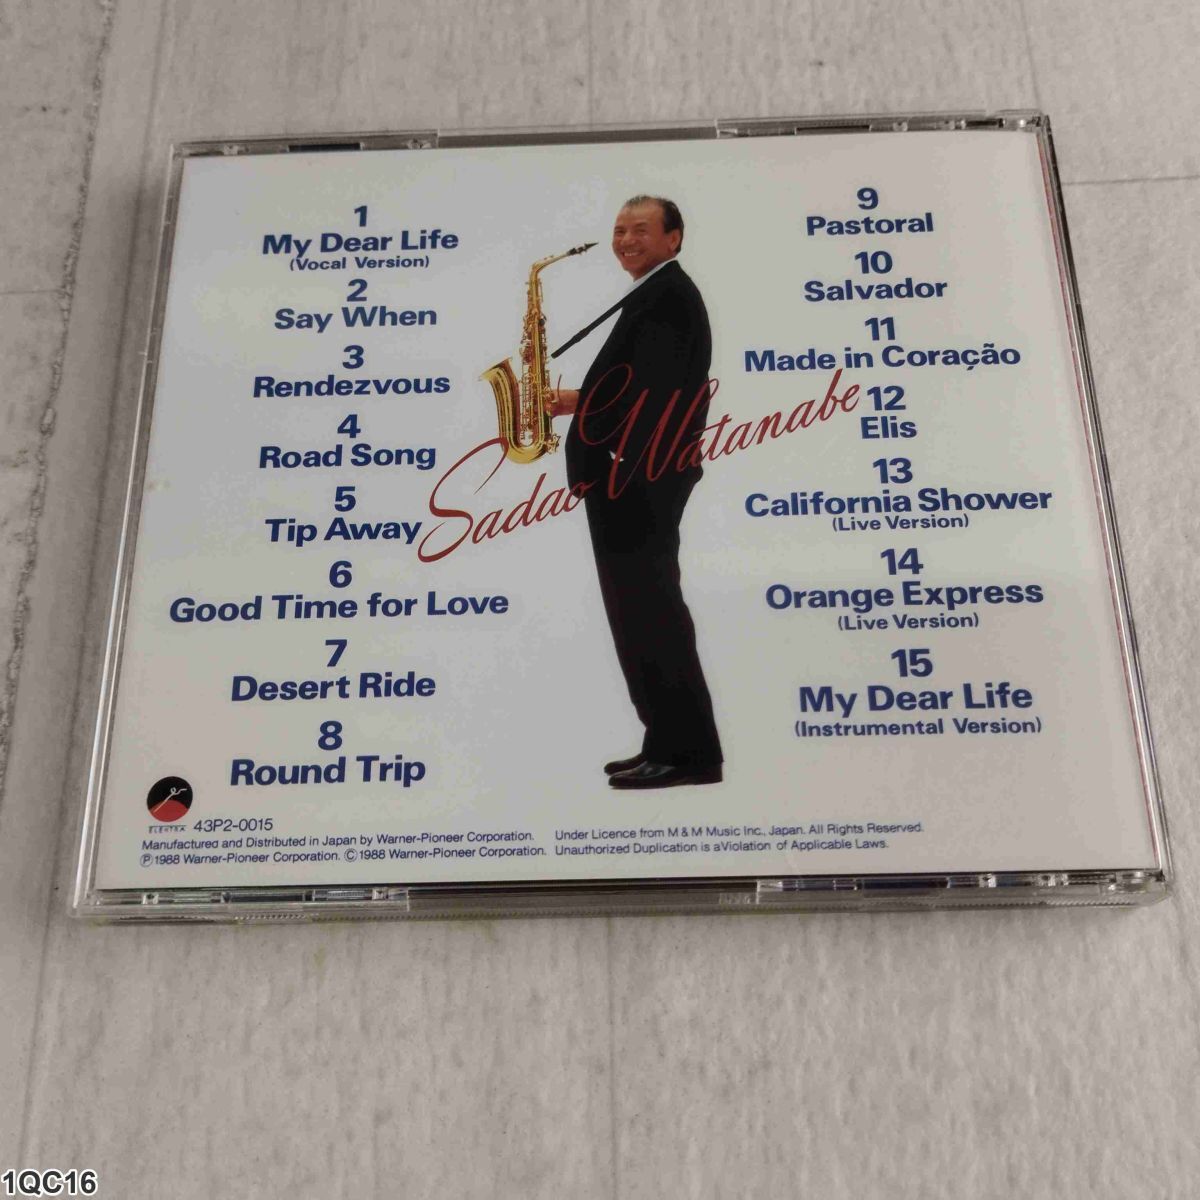 1
My Dear Life
(Vocal Version)
2
Say When
3
Rendezvous
4
Road Song
5
Tip Away
6
Good Time for Love
7
Desert Ride
8
Round Trip
Sadao Watanabe
9
Pastoral
10
Salvador
11
Made in Coração
12
Elis
13
California Shower
(Live Version)
14
Orange Express
(Live Version)
15
My Dear Life
(Instrumental Version)
ELEKTRA 43P2-0015
Manufactured and Distributed in Japan by Warner-Pioneer Corporation.
Ⓟ1988 Warner-Pioneer Corporation. ©1988 Warner-Pioneer Corporation.
Under Licence from M & M Music Inc., Japan. All Rights Reserved.
Unauthorized Duplication is a Violation of Applicable Laws.
1QC16